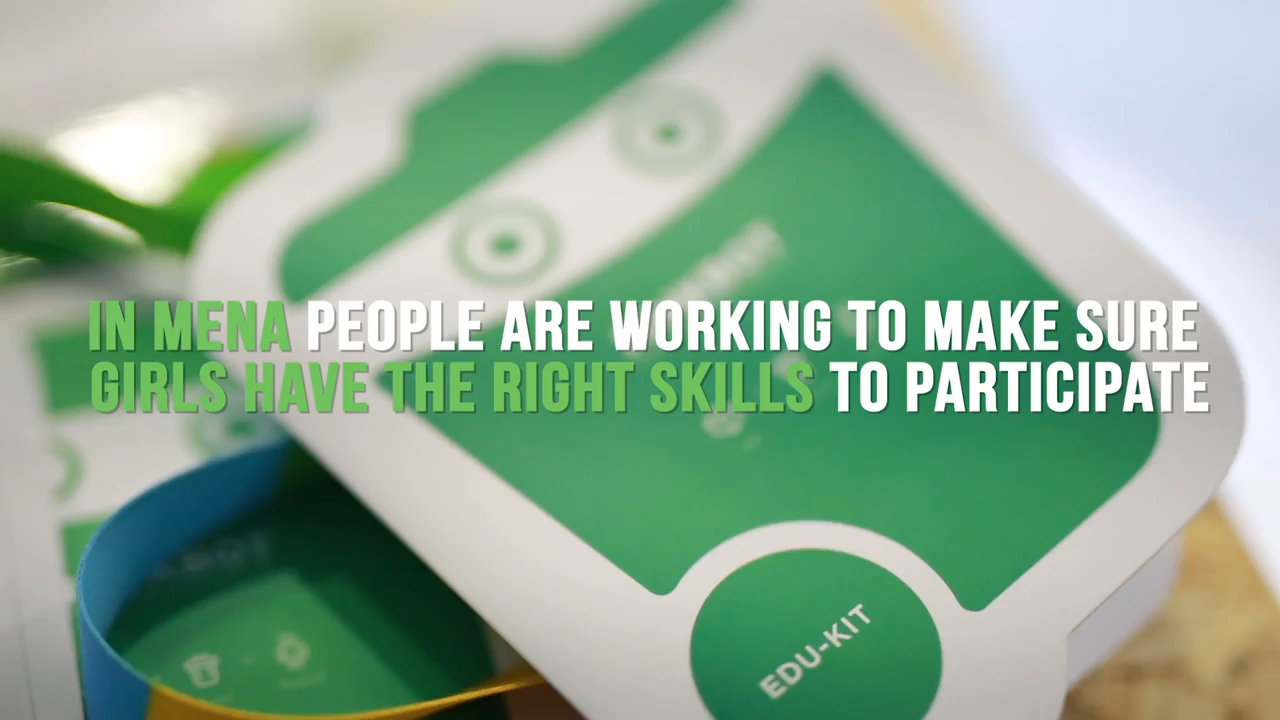 IN MENA PEOPLE ARE WORKING TO MAKE SURE
GIRLS HAVE THE RIGHT SKILLS TO PARTICIPATE
EDU-KIT